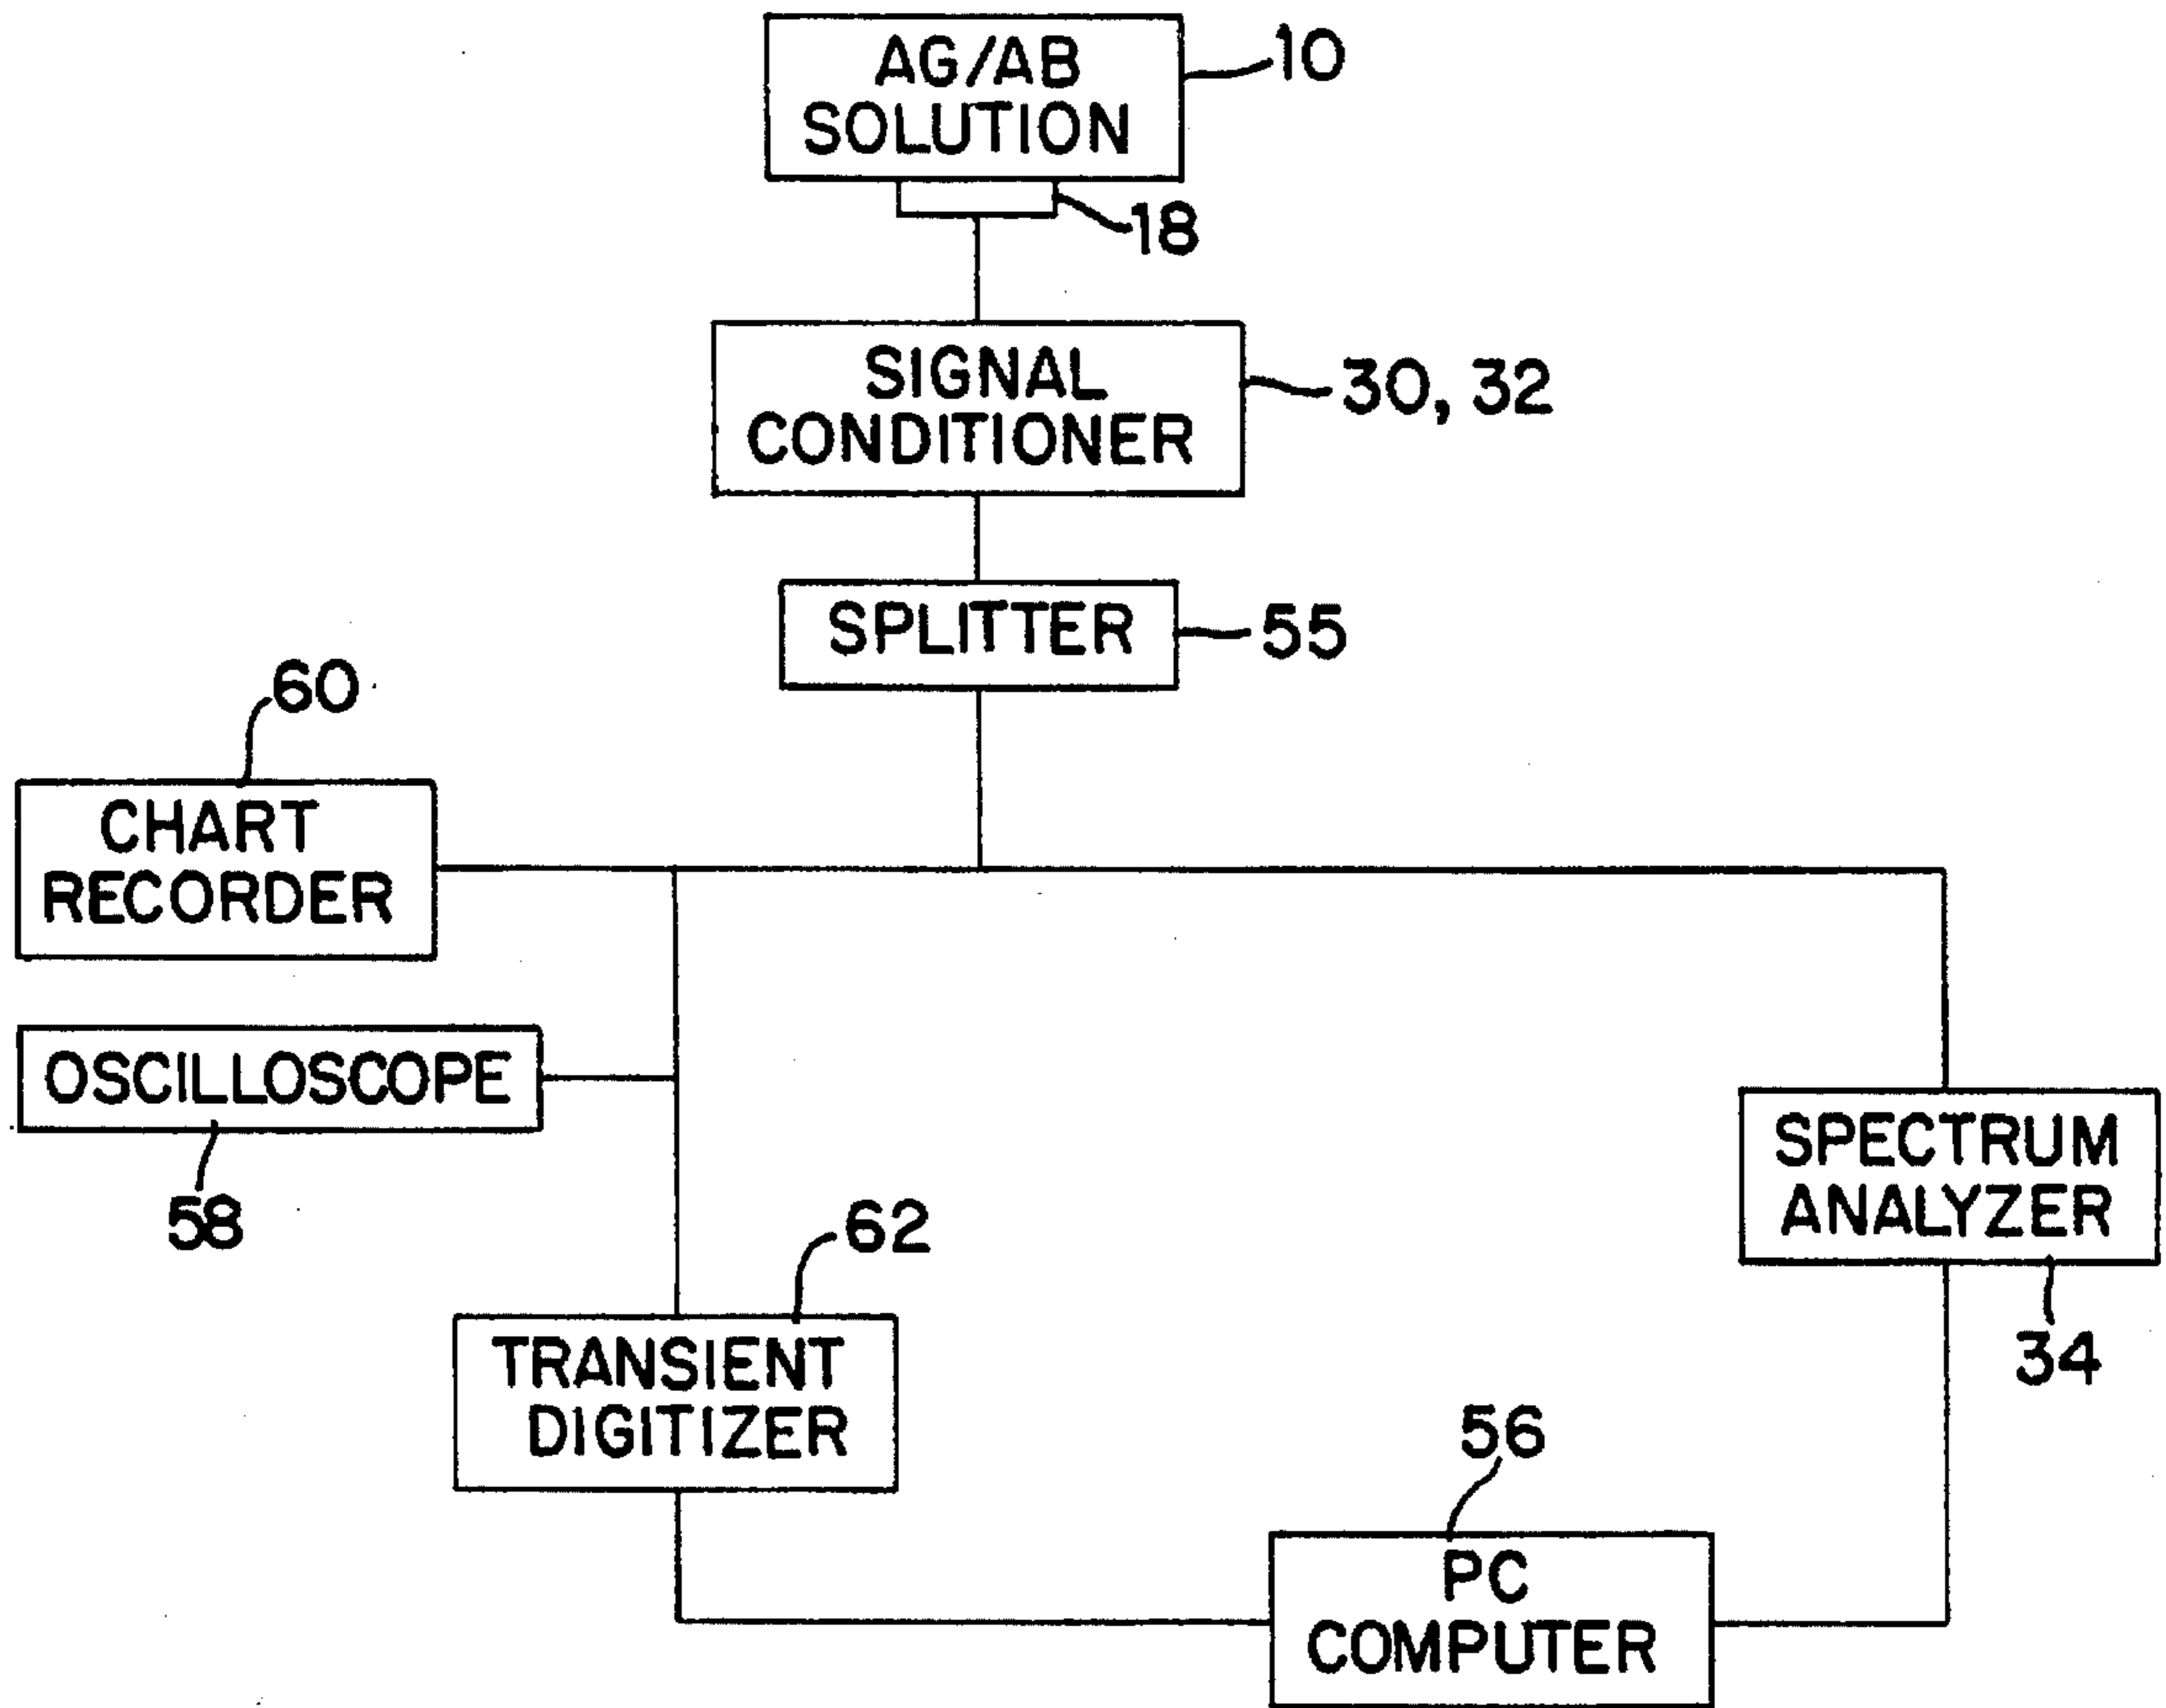 AG/AB
SOLUTION
10
18
SIGNAL
CONDITIONER
30, 32
SPLITTER
55
60
CHART
RECORDER
OSCILLOSCOPE
58
62
TRANSIENT
DIGITIZER
SPECTRUM
ANALYZER
34
56
PC
COMPUTER